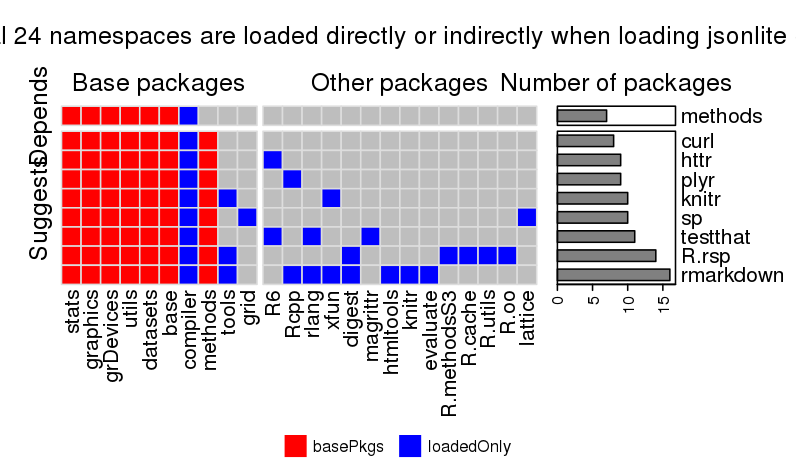 l 24 namespaces are loaded directly or indirectly when loading jsonlite
Base packages
Other packages
Number of packages
Depends
Suggests
methods
curl
httr
plyr
knitr
sp
testthat
R.rsp
rmarkdown
stats
graphics
grDevices
utils
datasets
base
compiler
methods
tools
grid
R6
Rcpp
rlang
xfun
digest
magrittr
htmltools
knitr
evaluate
R.methodsS3
R.cache
R.utils
R.oo
lattice
0
5
10
15
basePkgs
loadedOnly